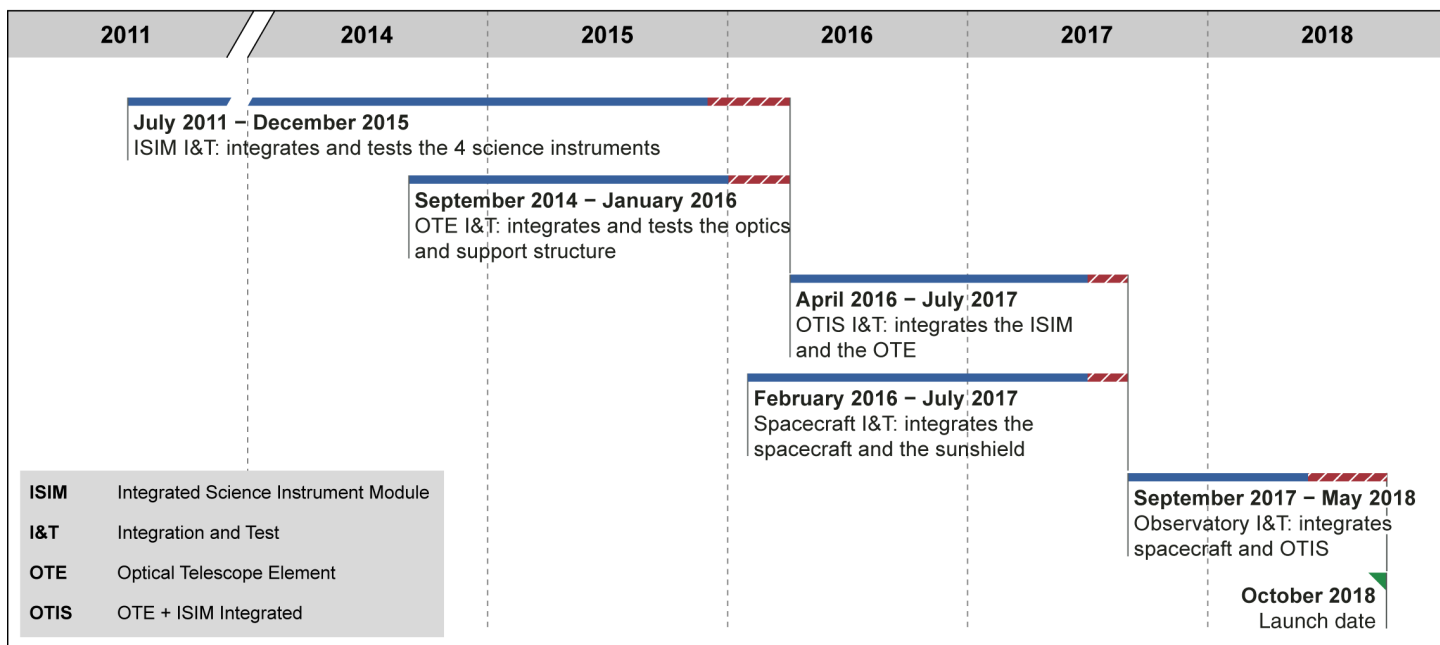 2011 2014 2015 2016 2017 2018
July 2011 – December 2015
ISIM I&T: integrates and tests the 4 science instruments
September 2014 – January 2016
OTE I&T: integrates and tests the optics
and support structure
April 2016 – July 2017
OTIS I&T: integrates the ISIM
and the OTE
February 2016 – July 2017
Spacecraft I&T: integrates the
spacecraft and the sunshield
September 2017 – May 2018
Observatory I&T: integrates
spacecraft and OTIS
October 2018
Launch date
ISIM Integrated Science Instrument Module
I&T Integration and Test
OTE Optical Telescope Element
OTIS OTE + ISIM Integrated